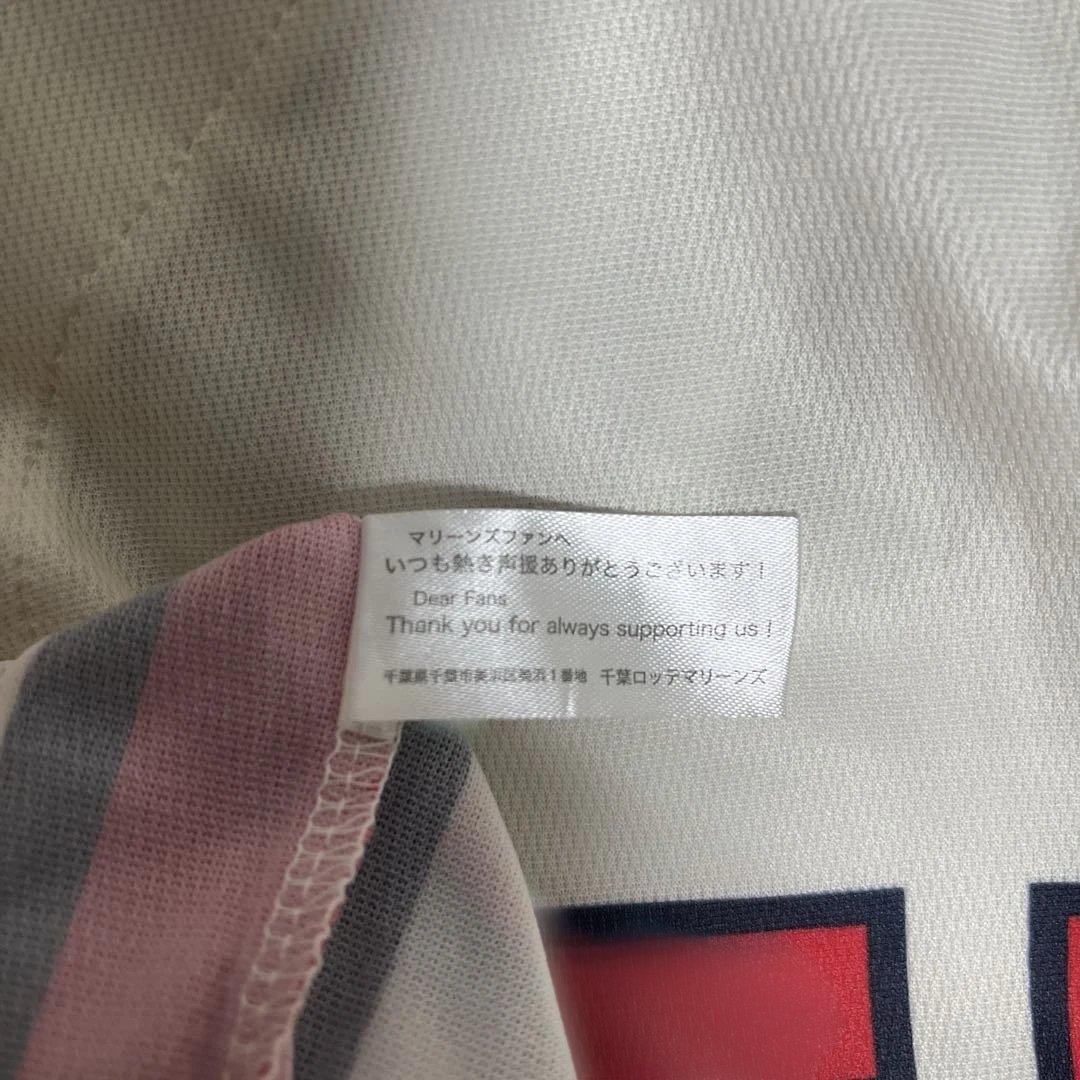 マリーンズファンへ
いつも熱き声援ありがとうございます！
Dear Fans
Thank you for always supporting us !
千葉県千葉市美浜区美浜1番地 千葉ロッテマリーンズ